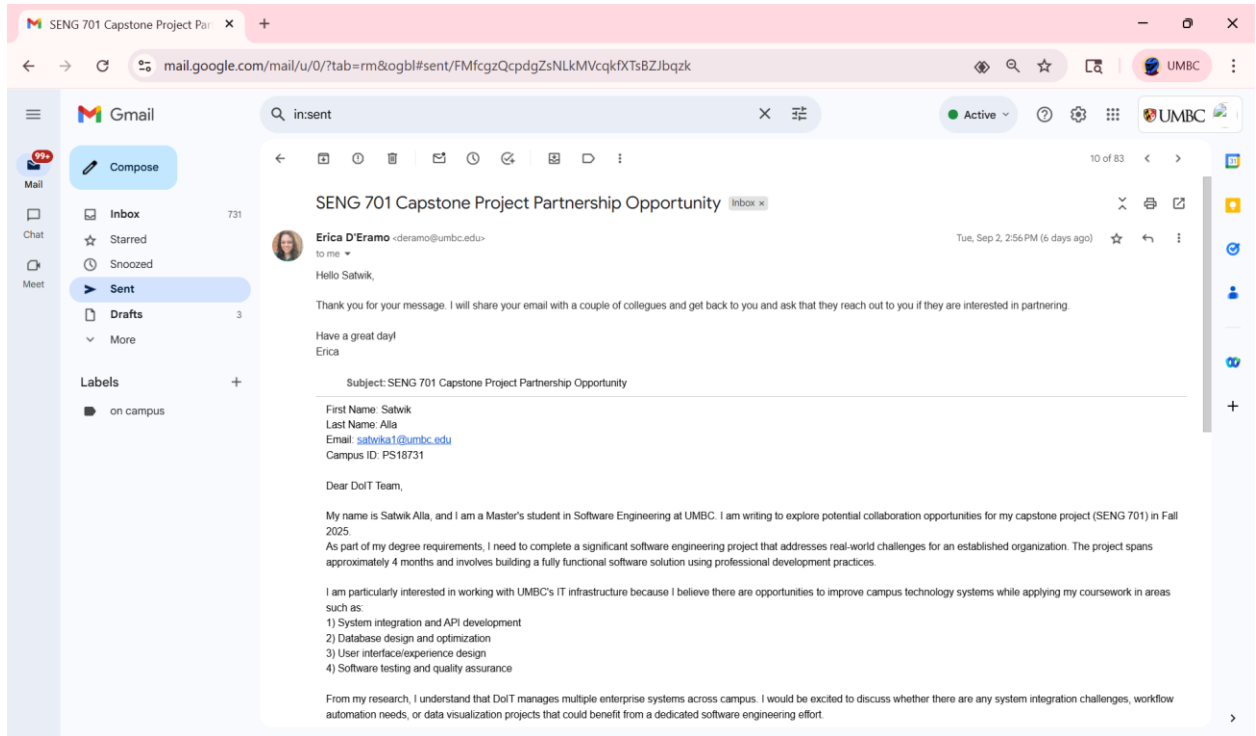 SENG 701 Capstone Project Par
mail.google.com/mail/u/0/?tab=rm&ogbl#sent/FMfcgzQcpdgZsNLkMVcqkfXTsBZJbqzk
UMBC
Gmail
in:sent
Active
UMBC
99+
Mail
Chat
Meet
Compose
Inbox 731
Starred
Snoozed
Sent
Drafts 3
More
Labels
on campus
10 of 83
31
SENG 701 Capstone Project Partnership Opportunity Inbox ×
Erica D'Eramo <deramo@umbc.edu> Tue, Sep 2, 2:56 PM (6 days ago)
to me
Hello Satwik,
Thank you for your message. I will share your email with a couple of collegues and get back to you and ask that they reach out to you if they are interested in partnering.
Have a great day!
Erica
Subject: SENG 701 Capstone Project Partnership Opportunity
First Name: Satwik
Last Name: Alla
Email: satwika1@umbc.edu
Campus ID: PS18731
Dear DoIT Team,
My name is Satwik Alla, and I am a Master's student in Software Engineering at UMBC. I am writing to explore potential collaboration opportunities for my capstone project (SENG 701) in Fall
2025.
As part of my degree requirements, I need to complete a significant software engineering project that addresses real-world challenges for an established organization. The project spans
approximately 4 months and involves building a fully functional software solution using professional development practices.
I am particularly interested in working with UMBC's IT infrastructure because I believe there are opportunities to improve campus technology systems while applying my coursework in areas
such as:
1) System integration and API development
2) Database design and optimization
3) User interface/experience design
4) Software testing and quality assurance
From my research, I understand that DoIT manages multiple enterprise systems across campus. I would be excited to discuss whether there are any system integration challenges, workflow
automation needs, or data visualization projects that could benefit from a dedicated software engineering effort.